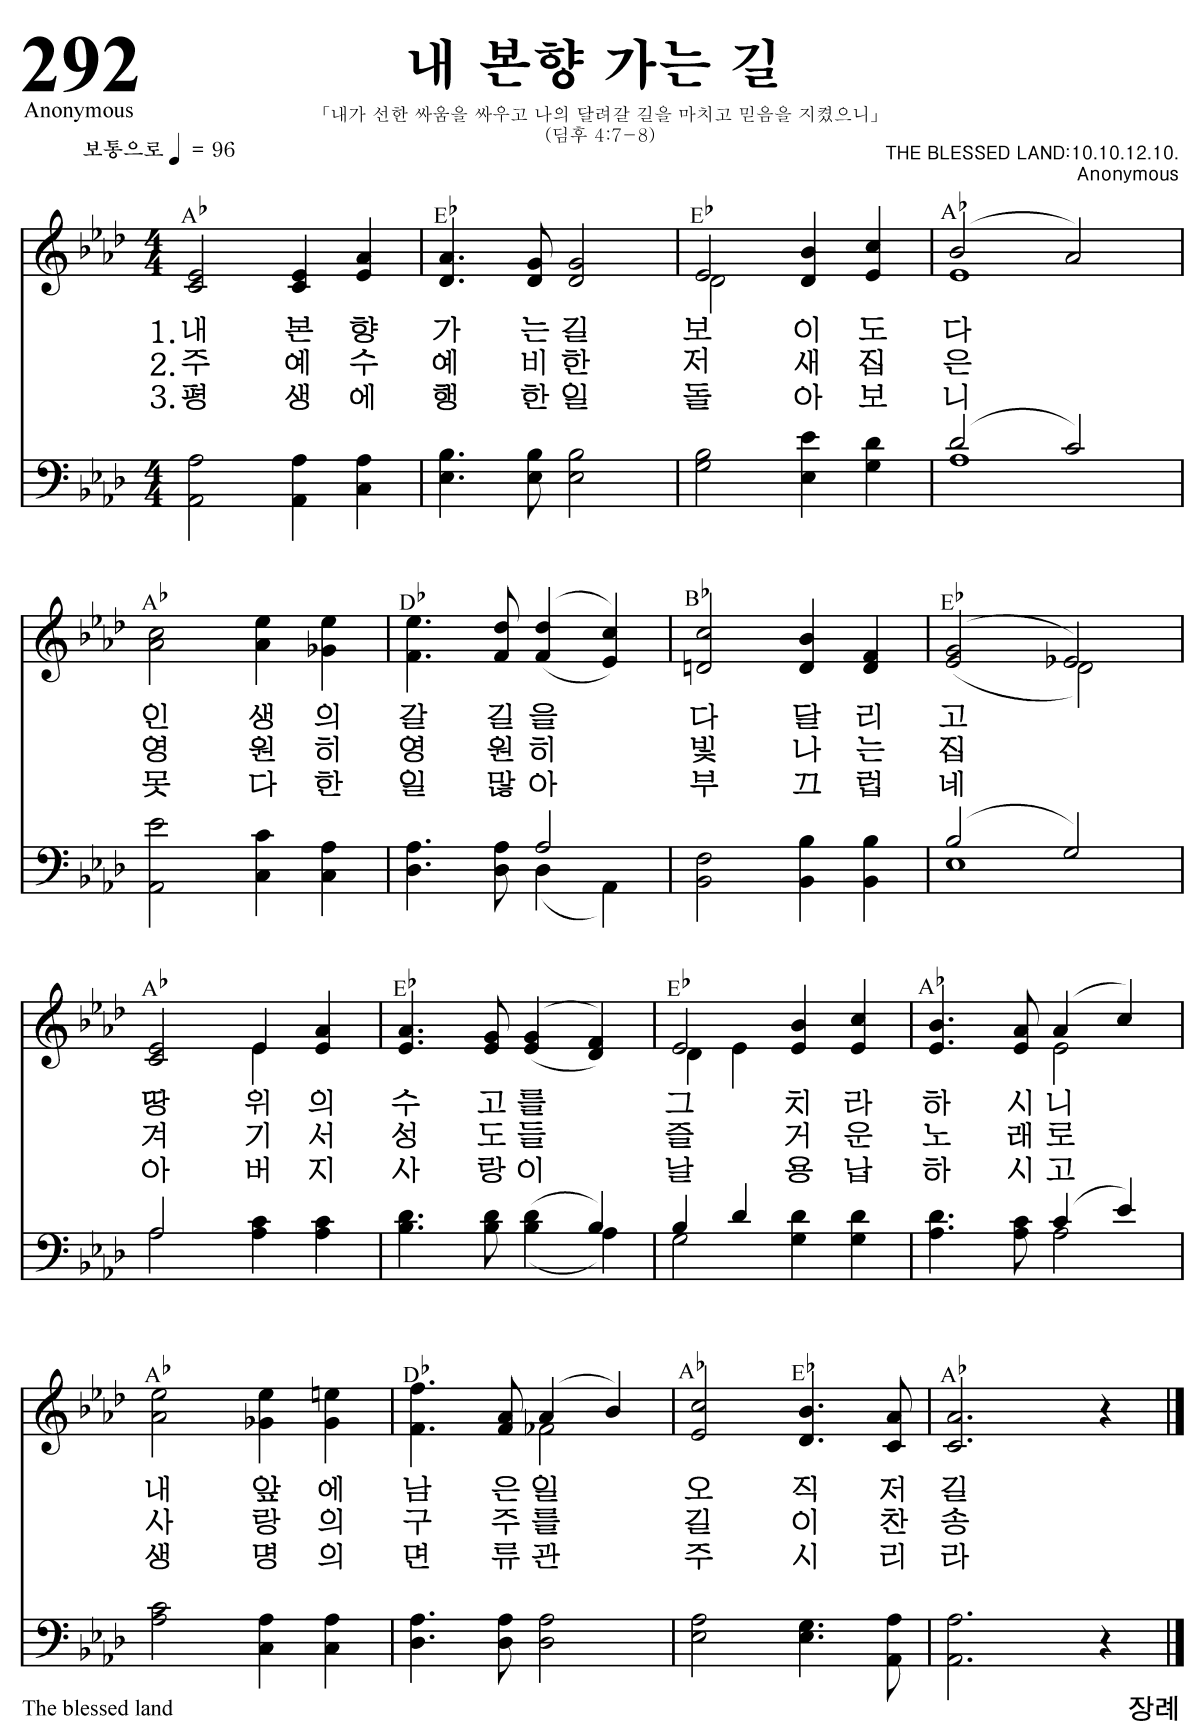 292
내 본향 가는 길
Anonymous
「내가 선한 싸움을 싸우고 나의 달려갈 길을 마치고 믿음을 지켰으니」
(딤후 4:7-8)
보통으로 ♩ = 96
THE BLESSED LAND:10.10.12.10.
Anonymous
A♭ E♭ E♭ A♭
4 4
1.내 본 향 가 는 길 보 이 도 다
2.주 예 수 예 비 한 저 새 집 은
3.평 생 에 행 한 일 돌 아 보 니
4 4
A♭ D♭ B♭ E♭
인 생 의 갈 길 을 다 달 리 고
영 원 히 영 원 히 빛 나 는 집
못 다 한 일 많 아 부 끄 럽 네
A♭ E♭ E♭ A♭
땅 위 의 수 고 를 그 치 라 하 시 니
겨 기 서 성 도 들 즐 거 운 노 래 로
아 버 지 사 랑 이 날 용 납 하 시 고
A♭ D♭ A♭ E♭ A♭
내 앞 에 남 은 일 오 직 저 길
사 랑 의 구 주 를 길 이 찬 송
생 명 의 면 류 관 주 시 리 라
The blessed land
장례